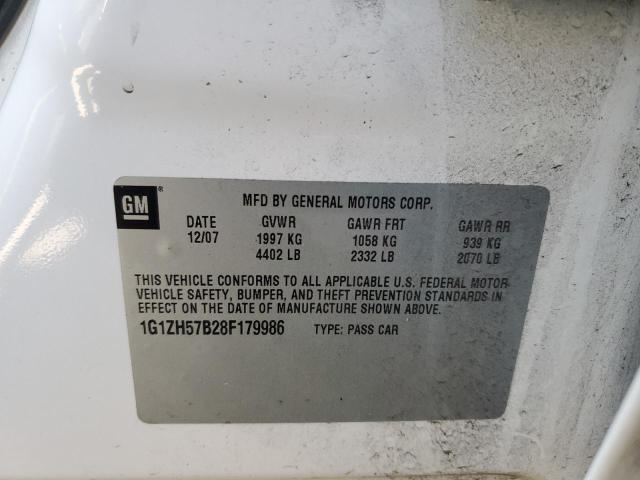 GM ®
MFD BY GENERAL MOTORS CORP.
DATE GVWR GAWR FRT GAWR RR
12/07 1997 KG 1058 KG 939 KG
4402 LB 2332 LB 2070 LB
THIS VEHICLE CONFORMS TO ALL APPLICABLE U.S. FEDERAL MOTOR
VEHICLE SAFETY, BUMPER, AND THEFT PREVENTION STANDARDS IN
EFFECT ON THE DATE OF MANUFACTURE SHOWN ABOVE.
1G1ZH57B28F179986 TYPE: PASS CAR